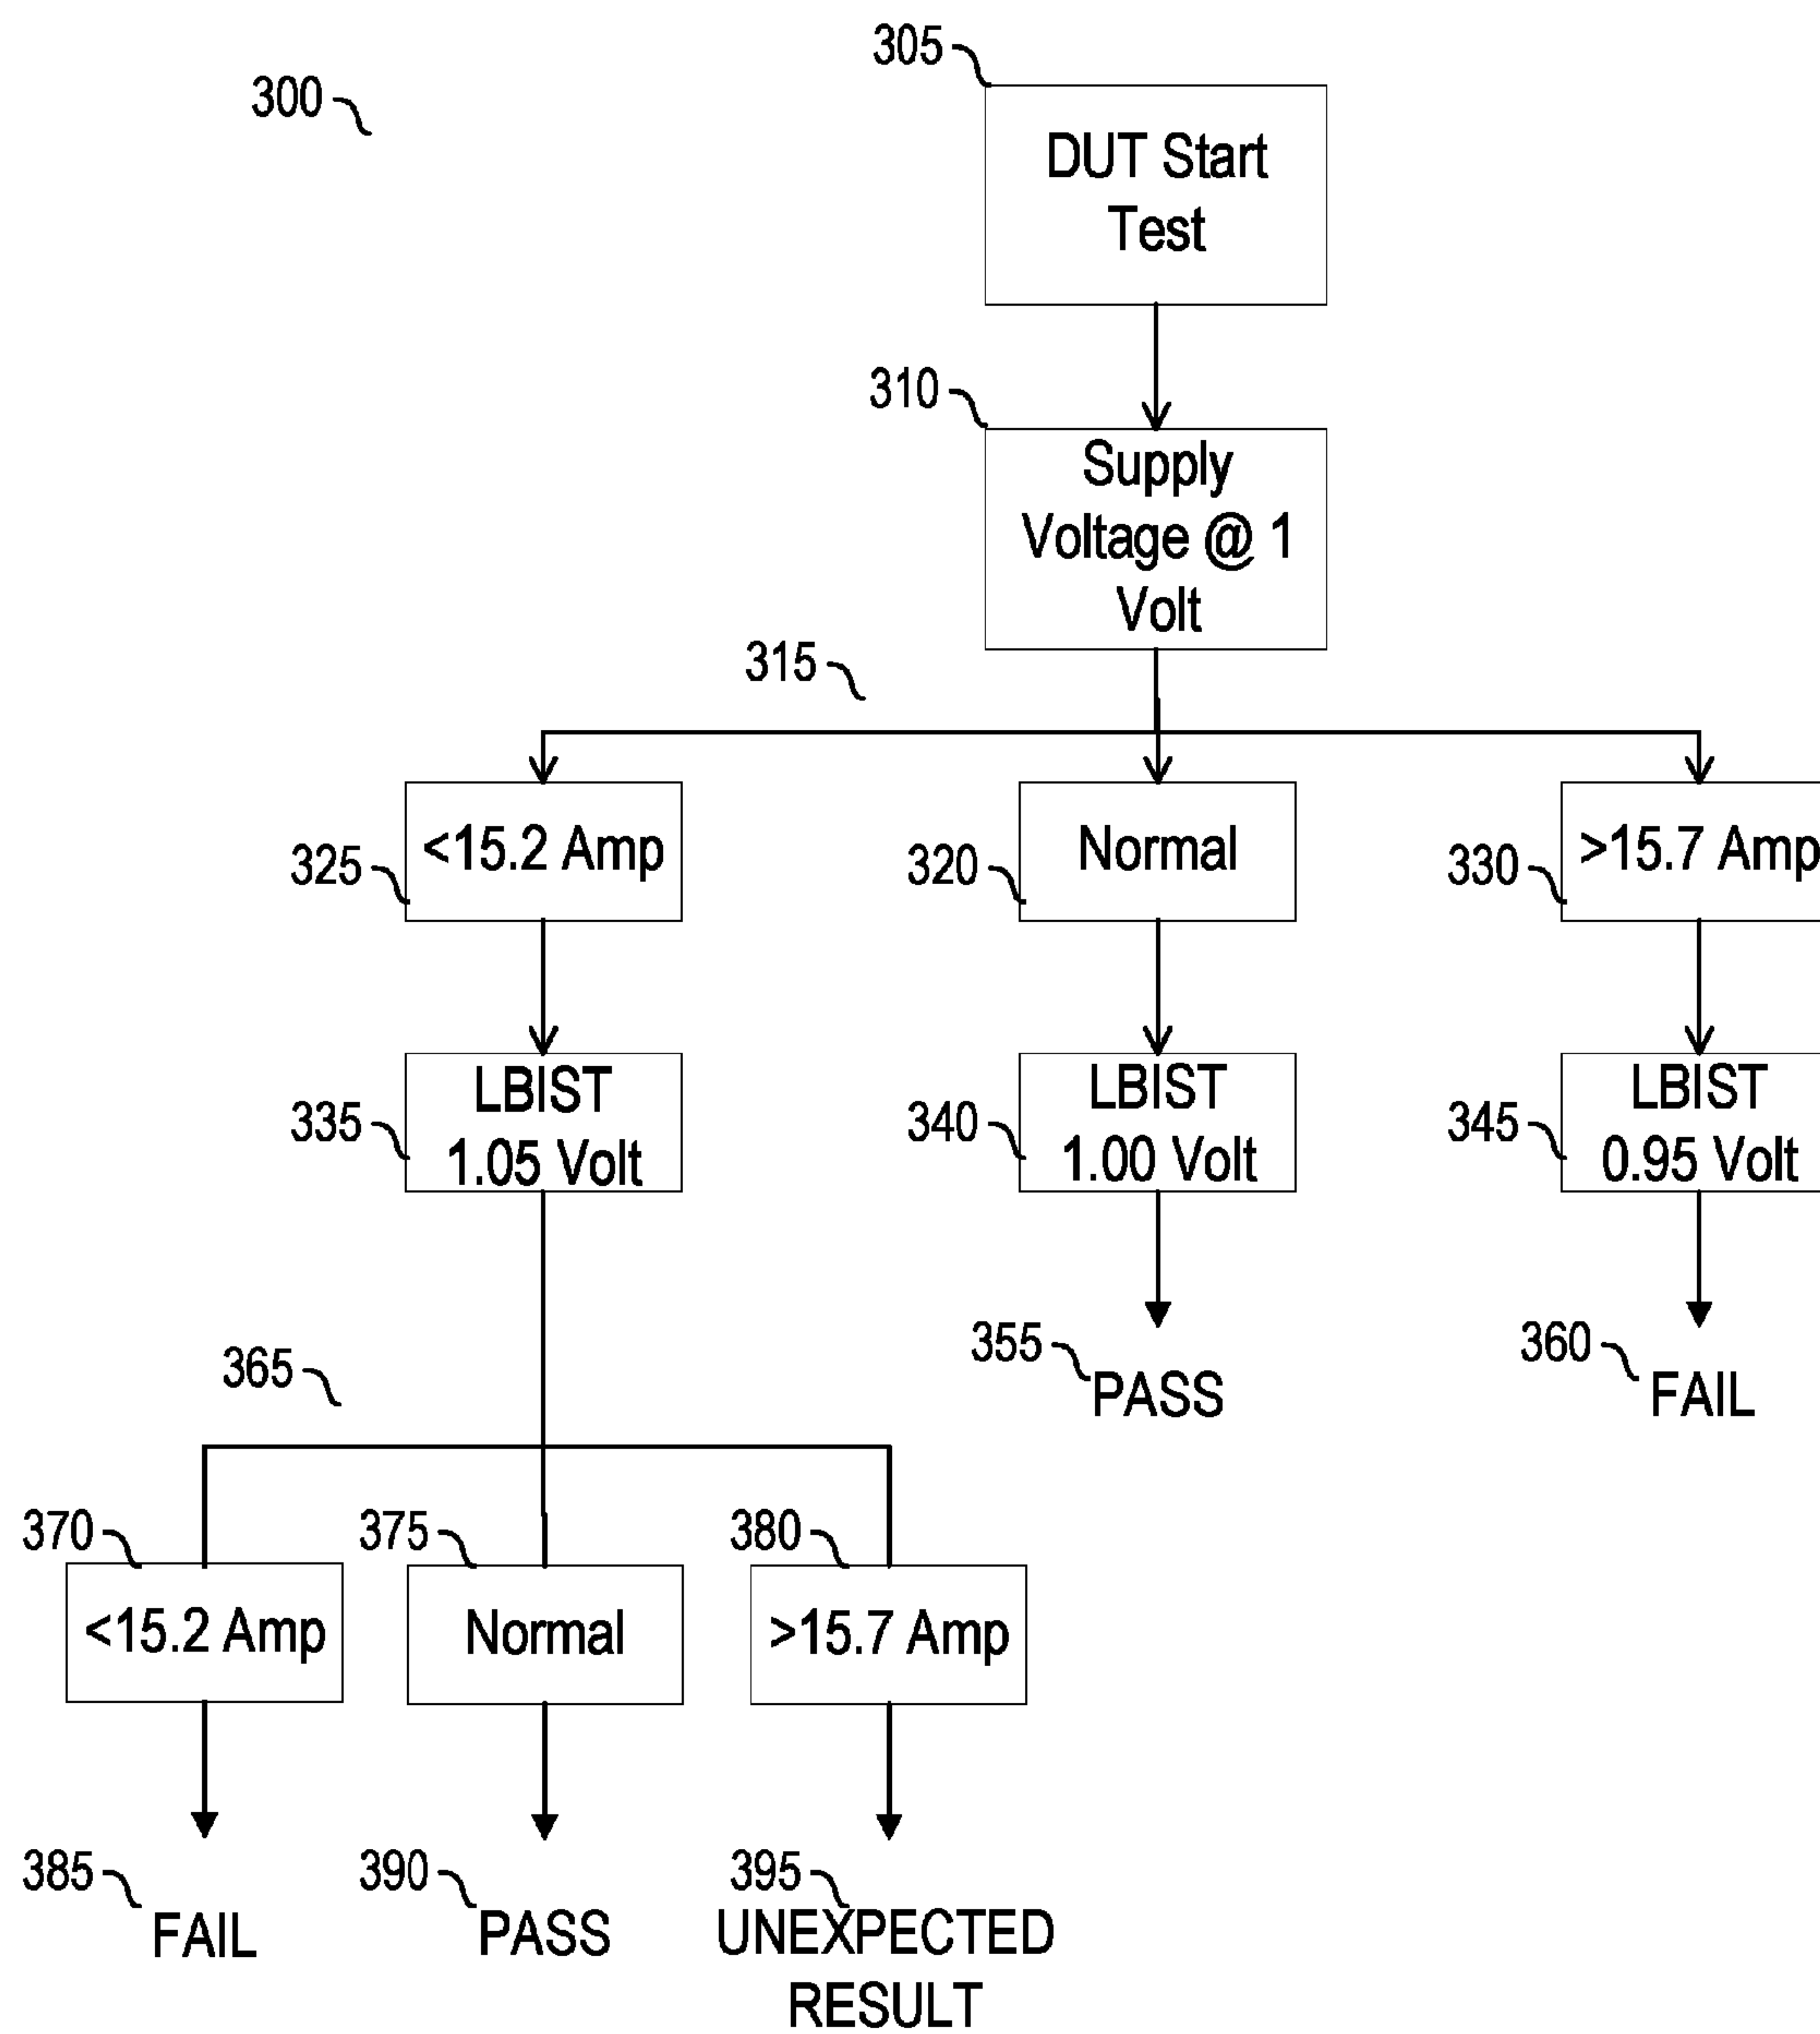 305
300
DUT Start
Test
310
Supply
Voltage @ 1
Volt
315
325
<15.2 Amp
320
Normal
330
>15.7 Amp
335
LBIST
1.05 Volt
340
LBIST
1.00 Volt
345
LBIST
0.95 Volt
355
PASS
360
FAIL
365
370
<15.2 Amp
375
Normal
380
>15.7 Amp
385
FAIL
390
PASS
395
UNEXPECTED
RESULT